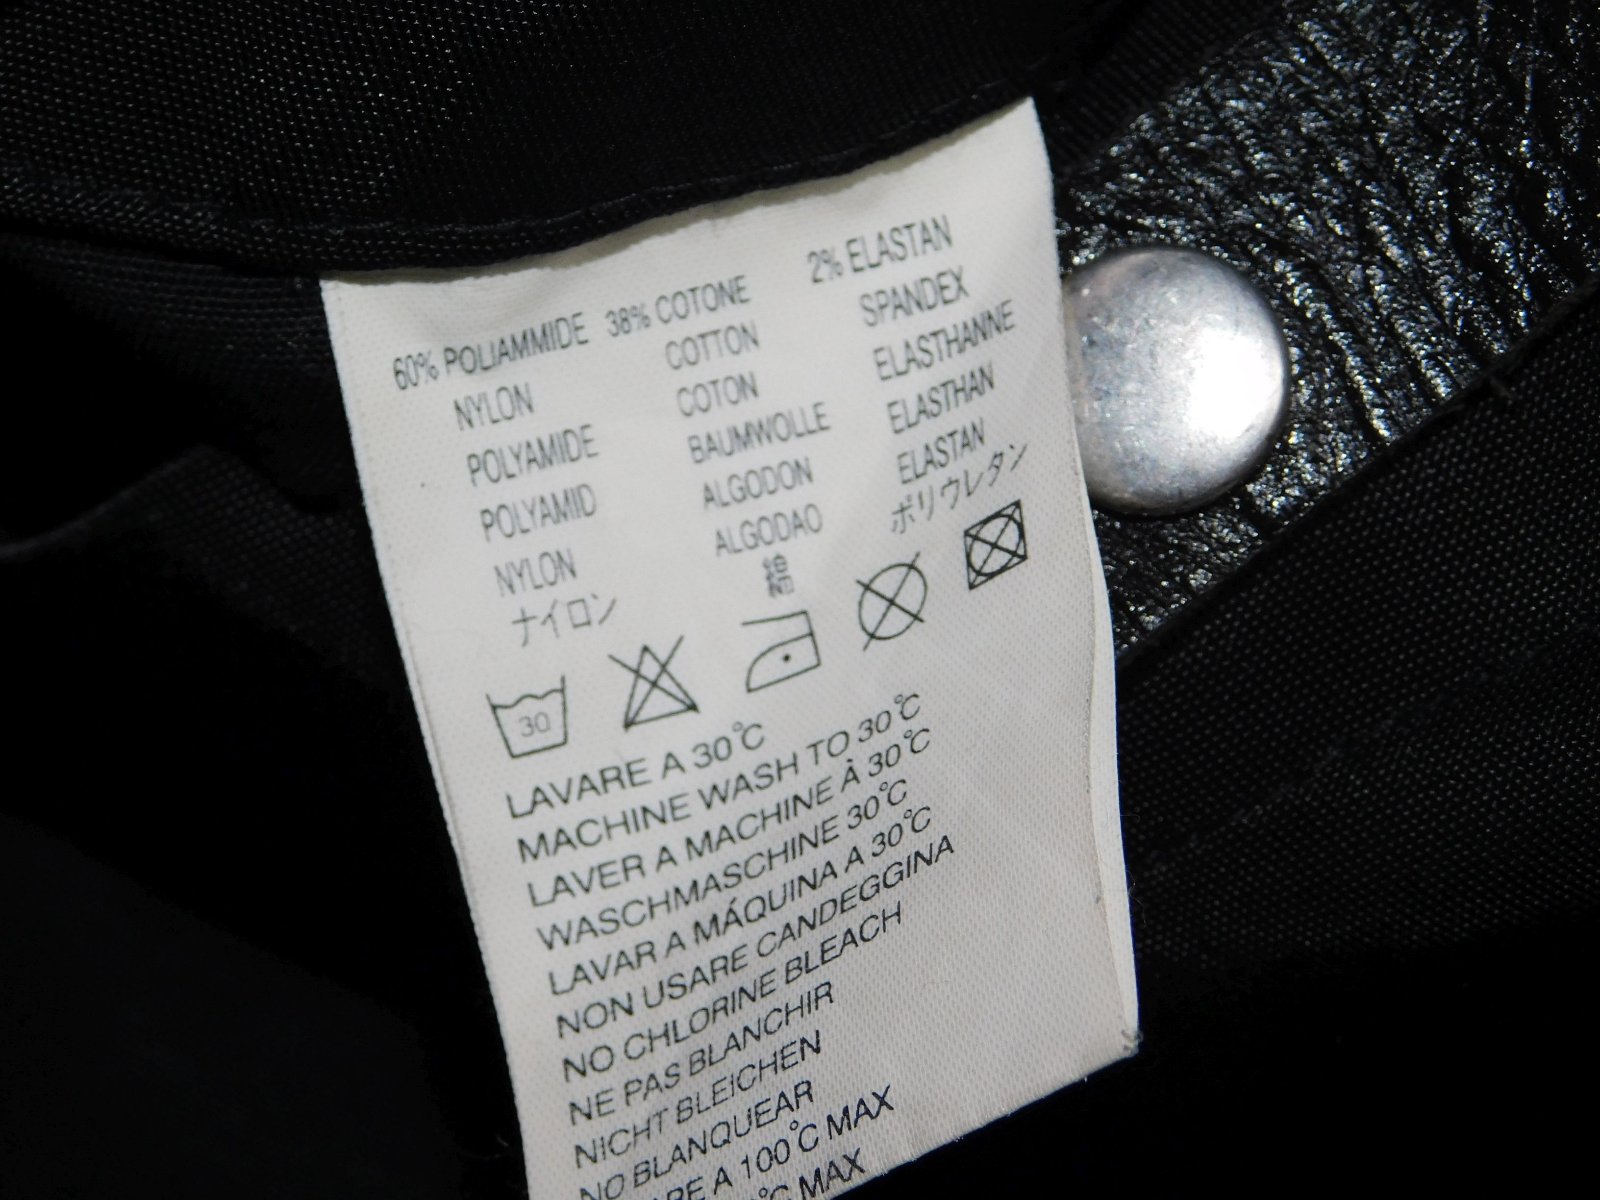 60% POLIAMMIDE 38% COTONE 2% ELASTAN
NYLON COTTON SPANDEX
POLYAMIDE COTON ELASTHANNE
POLYAMID BAUMWOLLE ELASTHAN
NYLON ALGODON ELASTAN
ナイロン ALGODAO ポリウレタン
30
LAVARE A 30°C
MACHINE WASH TO 30°C
LAVER A MACHINE À 30°C
WASCHMASCHINE 30°C
LAVAR A MÁQUINA A 30°C
NON USARE CANDEGGINA
NO CHLORINE BLEACH
NE PAS BLANCHIR
NICHT BLEICHEN
NO BLANQUEAR
A 100°C MAX
°C MAX